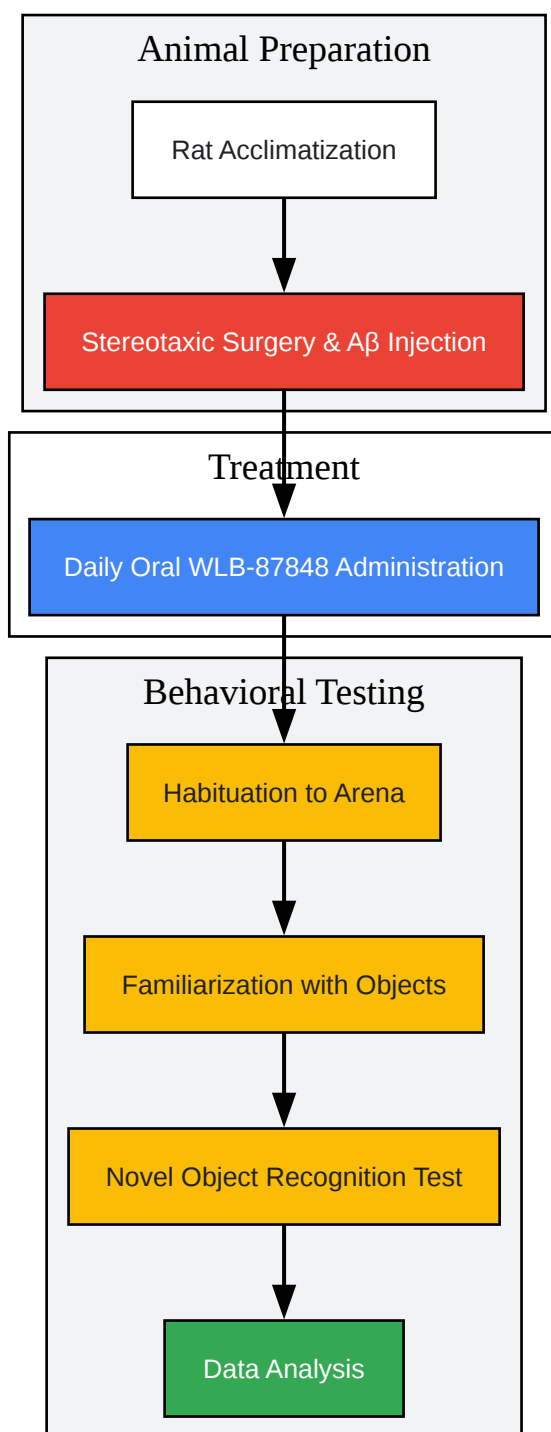 Animal Preparation
Rat Acclimatization
Stereotaxic Surgery & Aβ Injection
Treatment
Daily Oral WLB-87848 Administration
Behavioral Testing
Habituation to Arena
Familiarization with Objects
Novel Object Recognition Test
Data Analysis